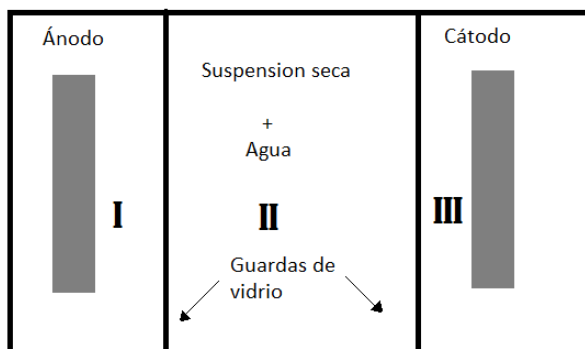 Ánodo
Cátodo
Suspension seca
+
Agua
I
II
III
Guardas de
vidrio